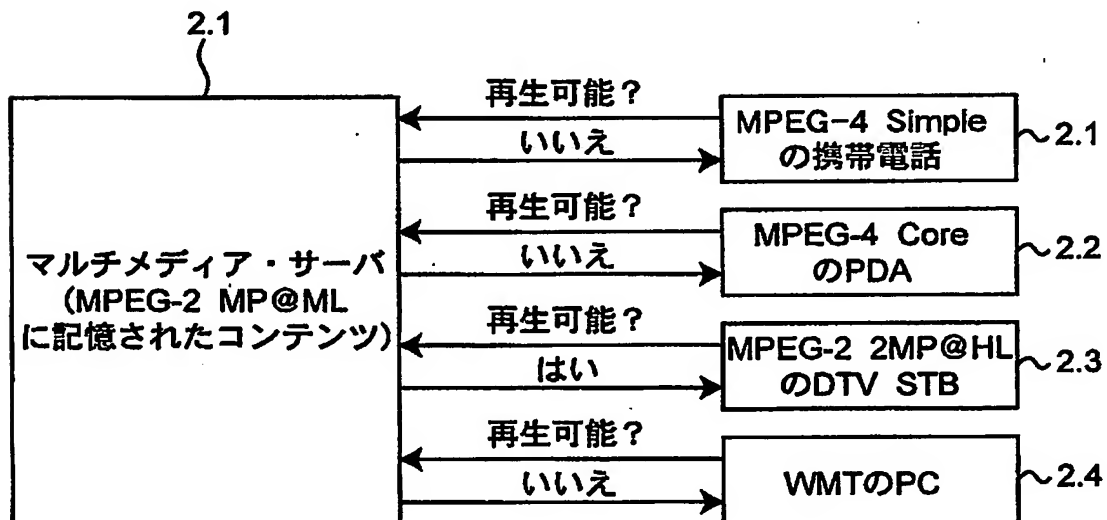 2.1
マルチメディア・サーバ
(MPEG-2 MP@ML
に記憶されたコンテンツ)
再生可能？
いいえ
MPEG-4 Simple
の携帯電話
2.1
再生可能？
いいえ
MPEG-4 Core
のPDA
2.2
再生可能？
はい
MPEG-2 2MP@HL
のDTV STB
2.3
再生可能？
いいえ
WMTのPC
2.4